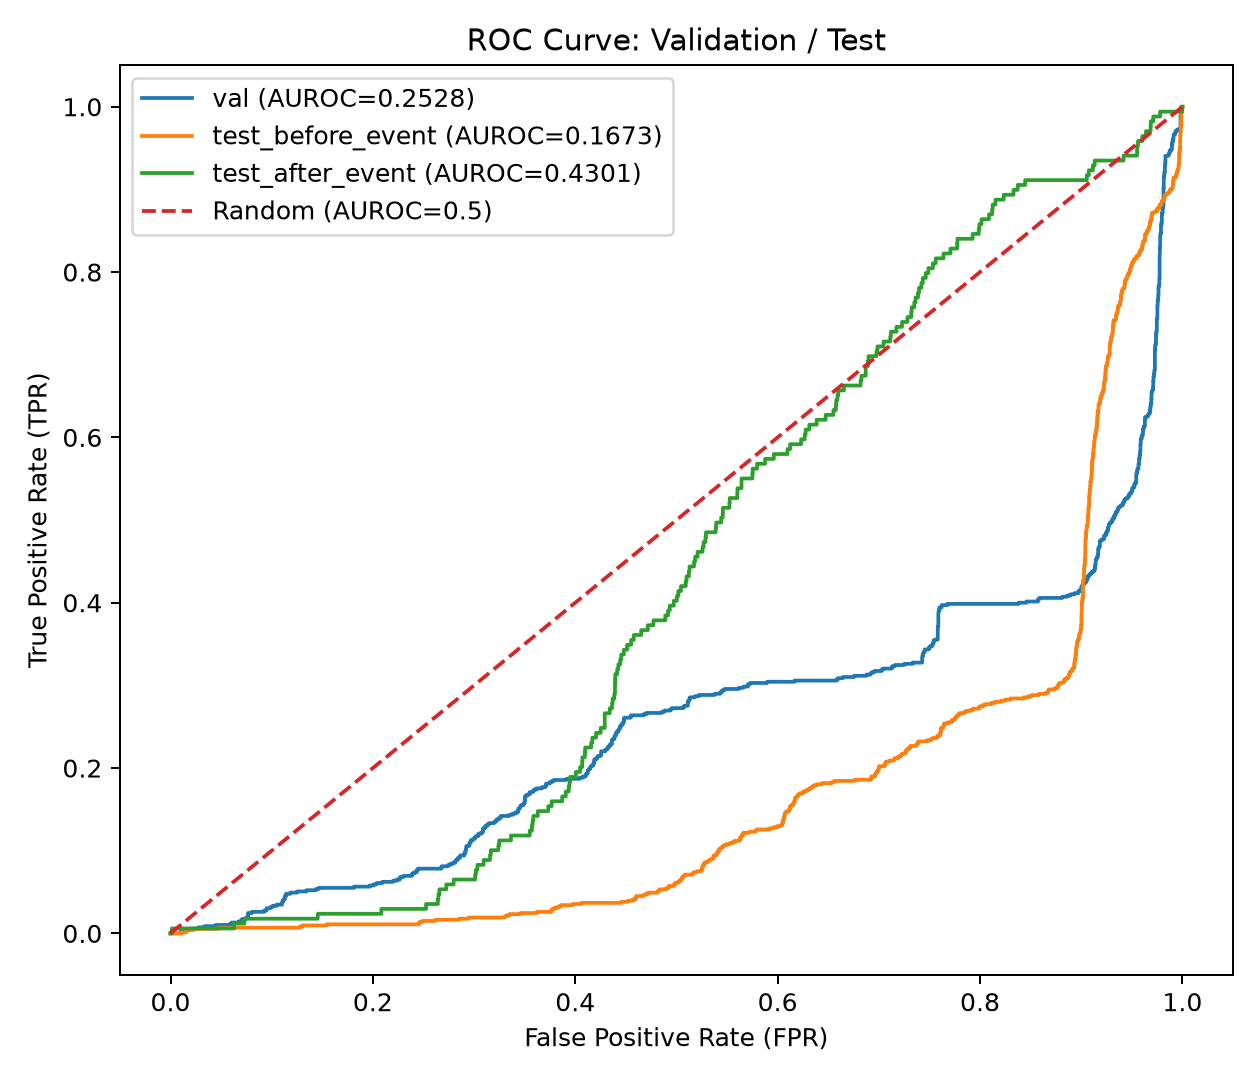 ROC Curve: Validation / Test
val (AUROC=0.2528)
test_before_event (AUROC=0.1673)
test_after_event (AUROC=0.4301)
Random (AUROC=0.5)
True Positive Rate (TPR)
1.0
0.8
0.6
0.4
0.2
0.0
0.0 0.2 0.4 0.6 0.8 1.0
False Positive Rate (FPR)